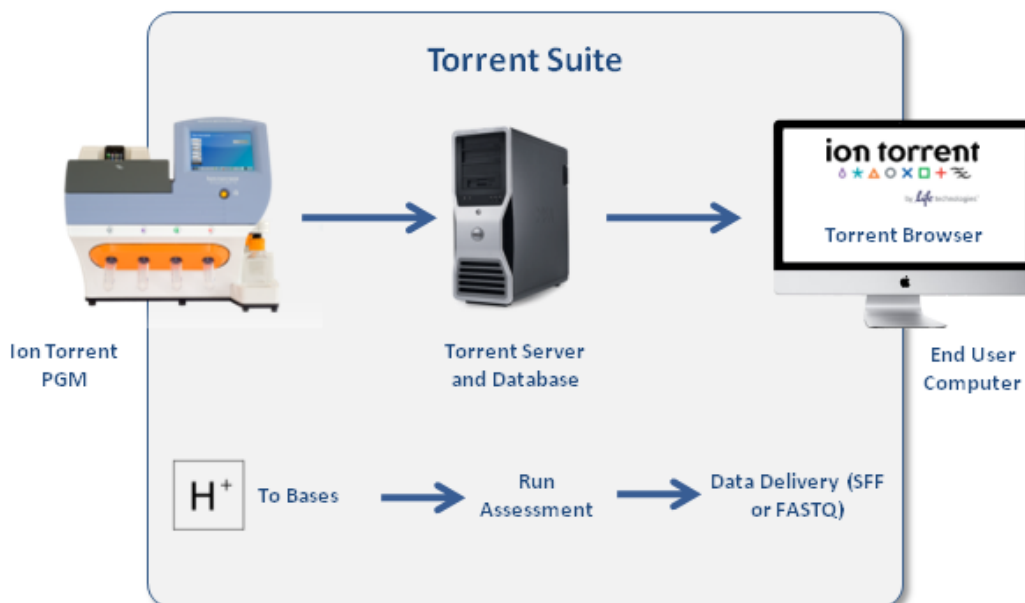 Torrent Suite
ion torrent
by life technologies™
Torrent Browser
Ion Torrent
PGM
Torrent Server
and Database
End User
Computer
H+
To Bases
Run
Assessment
Data Delivery (SFF
or FASTQ)